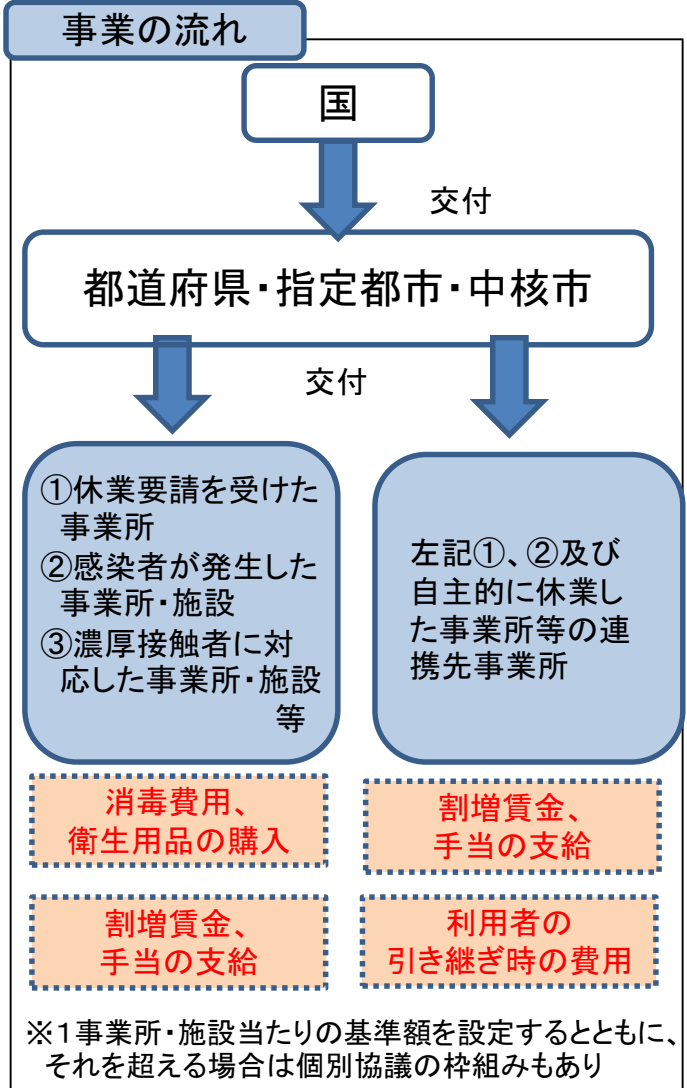 事業の流れ
国
交付
都道府県・指定都市・中核市
交付
①休業要請を受けた
事業所
②感染者が発生した
事業所・施設
③濃厚接触者に対
応した事業所・施設
等
左記①、②及び
自主的に休業し
た事業所等の連
携先事業所
消毒費用、
衛生用品の購入
割増賃金、
手当の支給
割増賃金、
手当の支給
利用者の
引き継ぎ時の費用
※1事業所・施設当たりの基準額を設定するとともに、
それを超える場合は個別協議の枠組みもあり